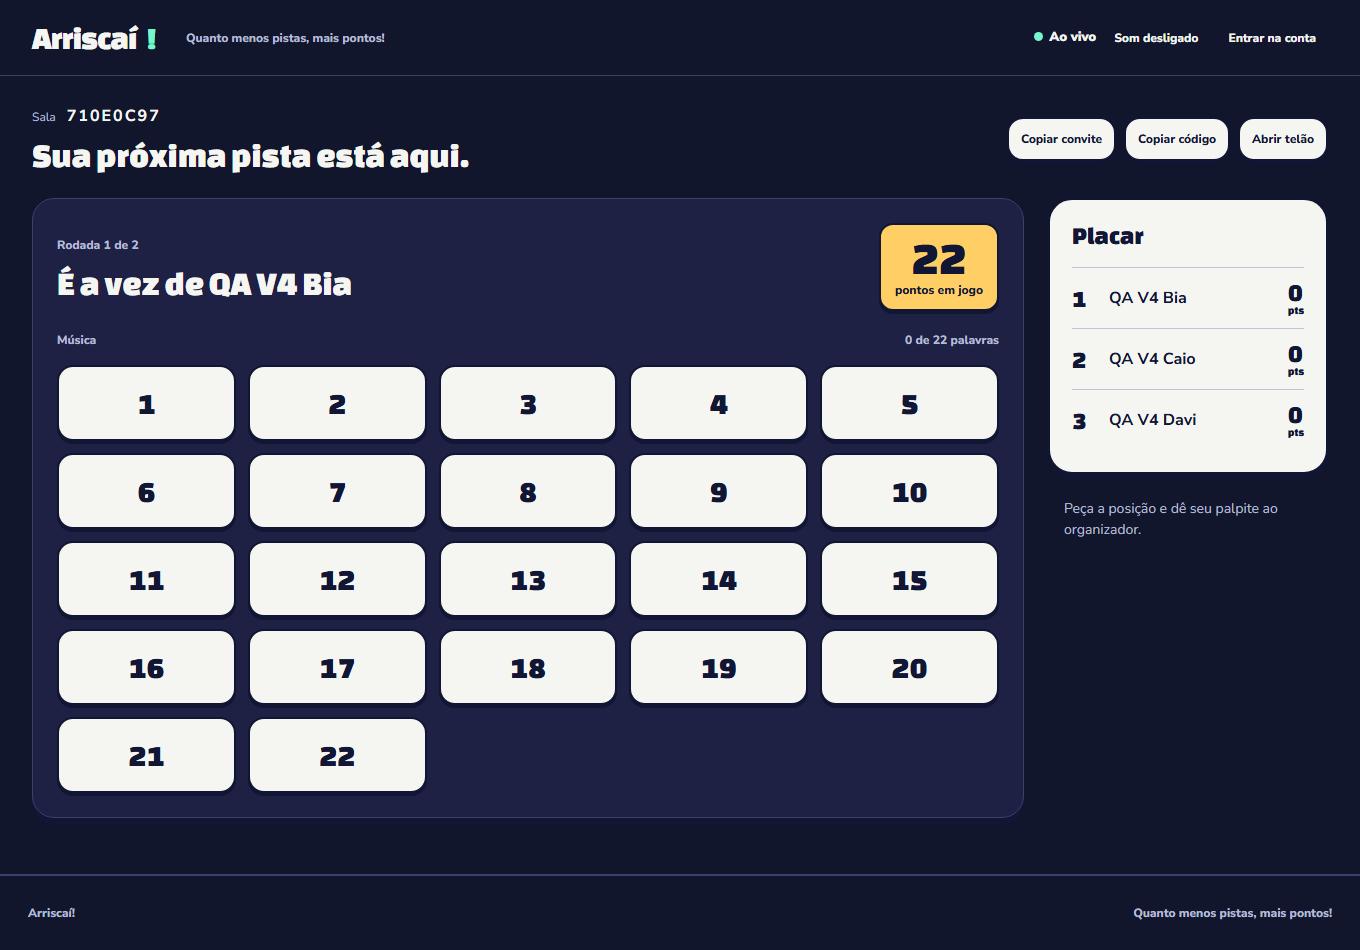 Arriscaí !
Quanto menos pistas, mais pontos!
Ao vivo
Som desligado
Entrar na conta
Sala 710E0C97
Sua próxima pista está aqui.
Copiar convite
Copiar código
Abrir telão
Rodada 1 de 2
É a vez de QA V4 Bia
22
pontos em jogo
Música
0 de 22 palavras
1
2
3
4
5
6
7
8
9
10
11
12
13
14
15
16
17
18
19
20
21
22
Placar
1 QA V4 Bia 0 pts
2 QA V4 Caio 0 pts
3 QA V4 Davi 0 pts
Peça a posição e dê seu palpite ao
organizador.
Arriscaí!
Quanto menos pistas, mais pontos!